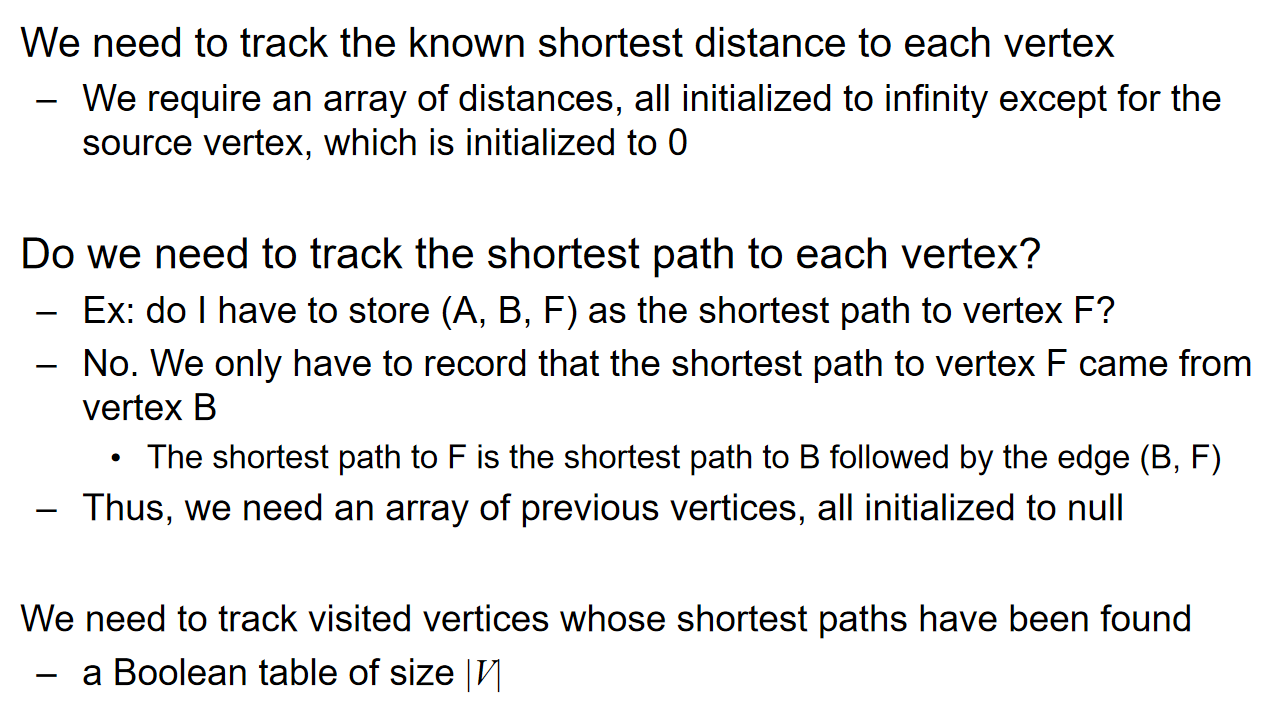 We need to track the known shortest distance to each vertex
– We require an array of distances, all initialized to infinity except for the
source vertex, which is initialized to 0
Do we need to track the shortest path to each vertex?
– Ex: do I have to store (A, B, F) as the shortest path to vertex F?
– No. We only have to record that the shortest path to vertex F came from
vertex B
• The shortest path to F is the shortest path to B followed by the edge (B, F)
– Thus, we need an array of previous vertices, all initialized to null
We need to track visited vertices whose shortest paths have been found
– a Boolean table of size |V|